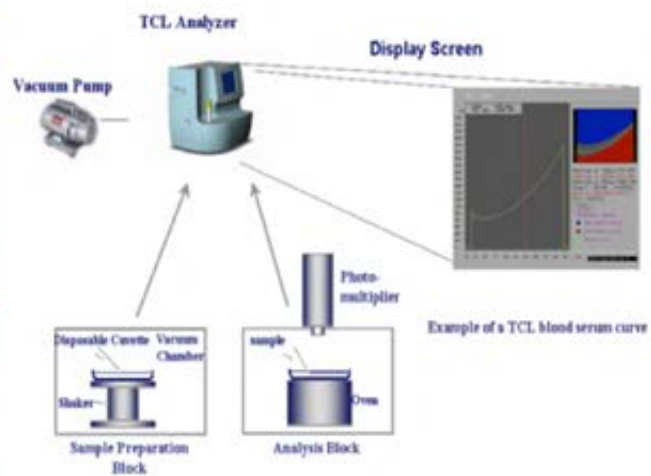 TCL Analyzer
Display Screen
Vacuum Pump
Photo-
multiplier
Example of a TCL blood serum curve
Disposable Cuvette
Vacuum
Chamber
Shaker
sample
Oven
Sample Preparation
Block
Analysis Block